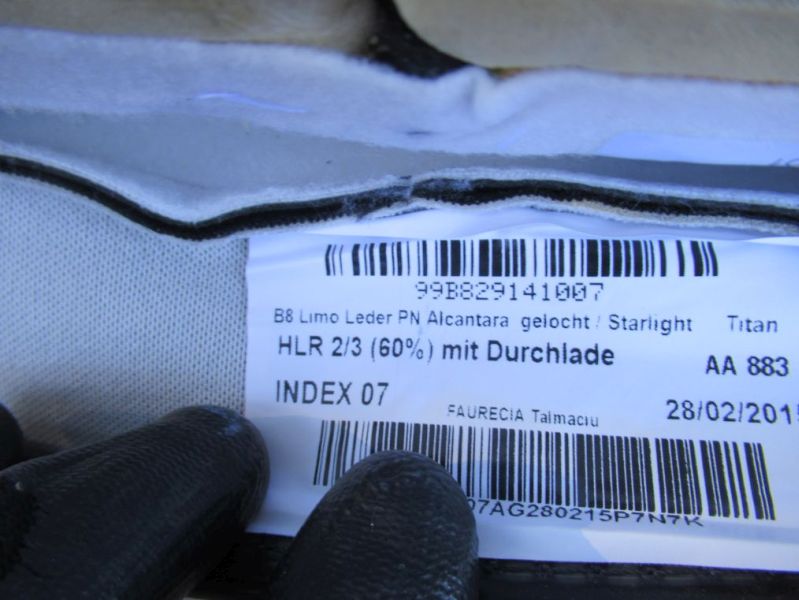 99B829141007
B8 Limo Leder PN Alcantara gelocht / Starlight Titan
HLR 2/3 (60%) mit Durchlade AA 883
INDEX 07 FAURECIA Talmaciu 28/02/2015
07AG280215P7N7K